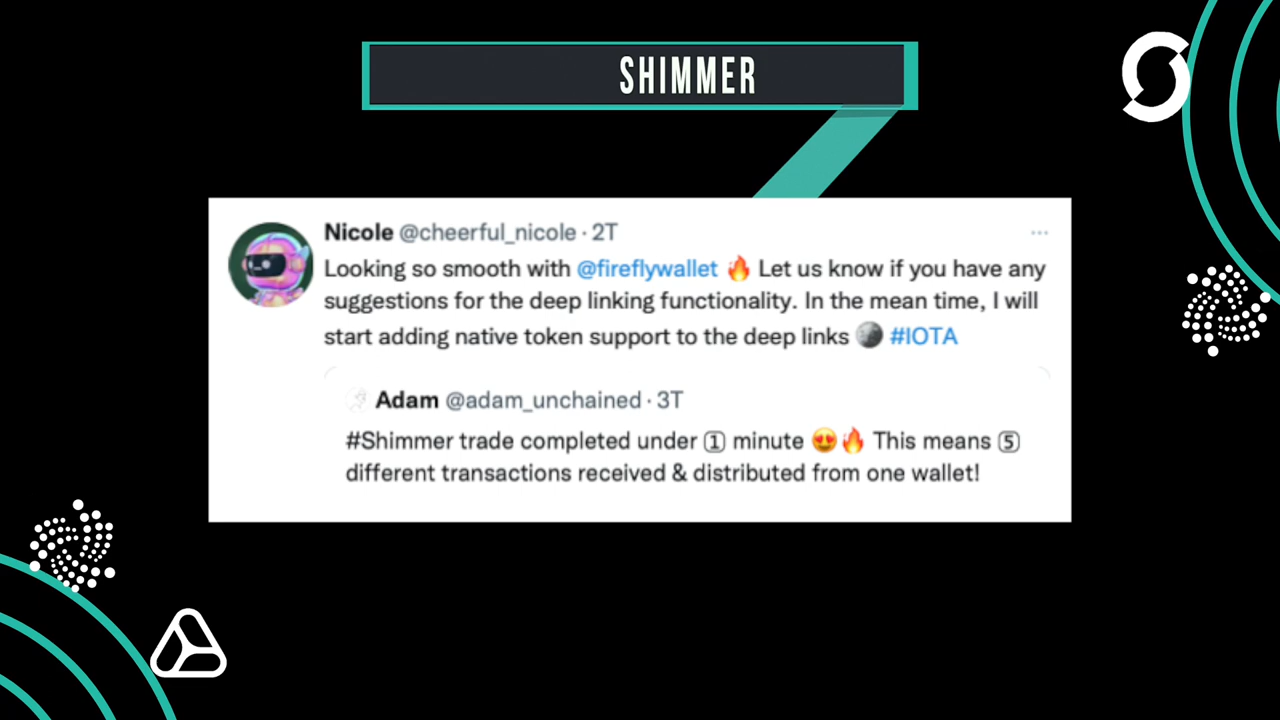 SHIMMER
Nicole @cheerful_nicole · 2T
Looking so smooth with @fireflywallet 🔥 Let us know if you have any
suggestions for the deep linking functionality. In the mean time, I will
start adding native token support to the deep links 🌑 #IOTA
Adam @adam_unchained · 3T
#Shimmer trade completed under 1 minute 😍🔥 This means 5
different transactions received & distributed from one wallet!